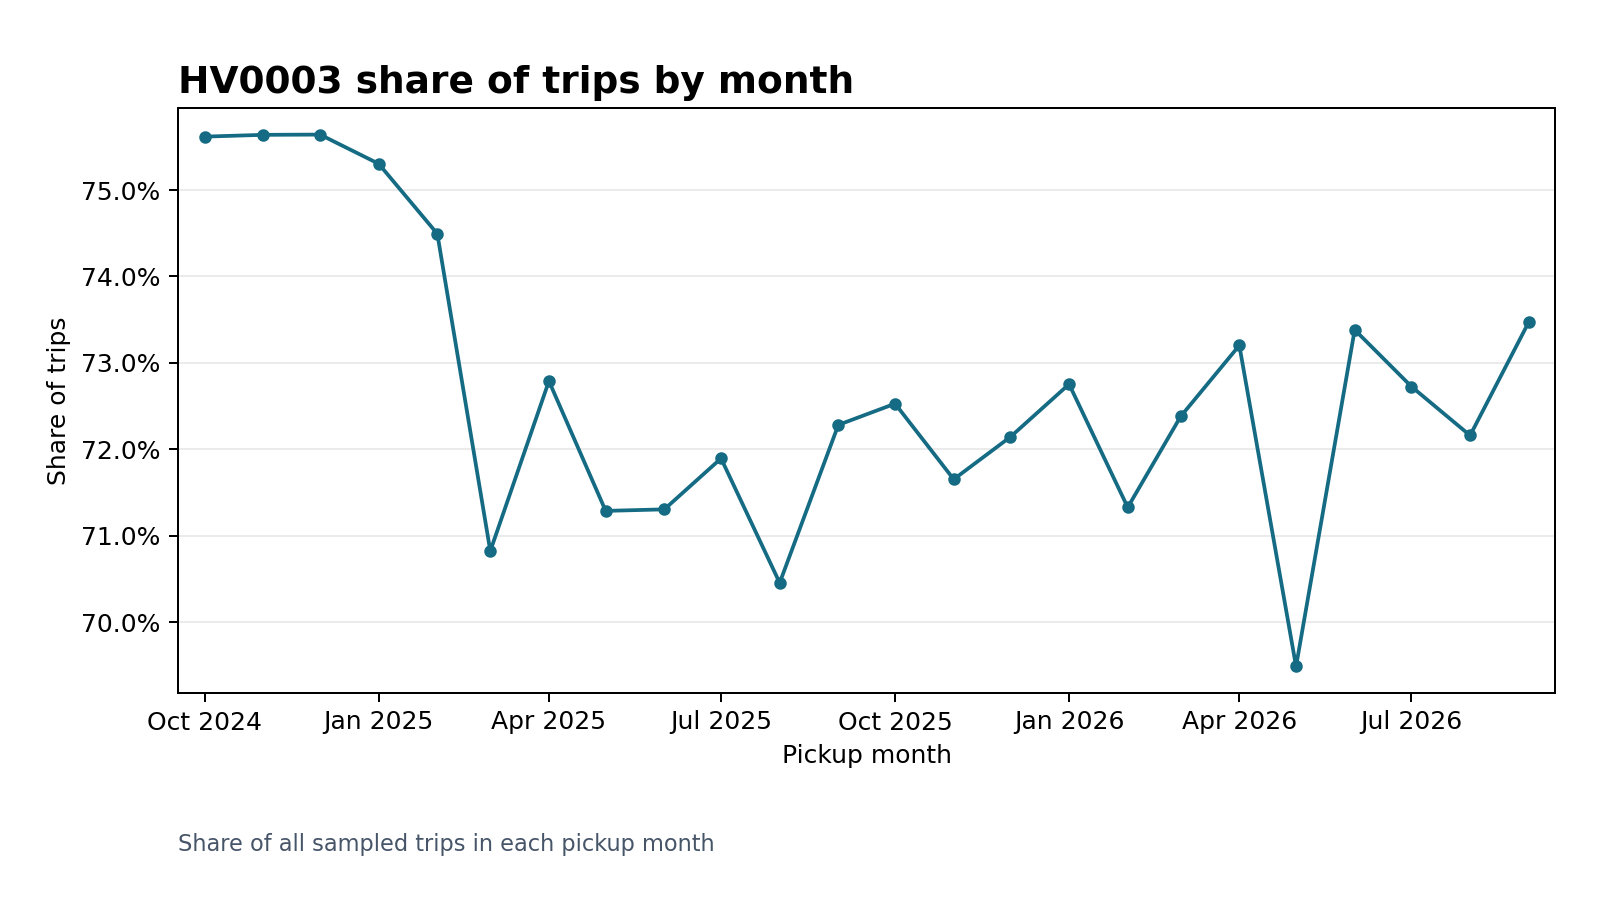 HV0003 share of trips by month
75.0%
74.0%
73.0%
72.0%
71.0%
70.0%
Share of trips
Oct 2024 Jan 2025 Apr 2025 Jul 2025 Oct 2025 Jan 2026 Apr 2026 Jul 2026
Pickup month
Share of all sampled trips in each pickup month